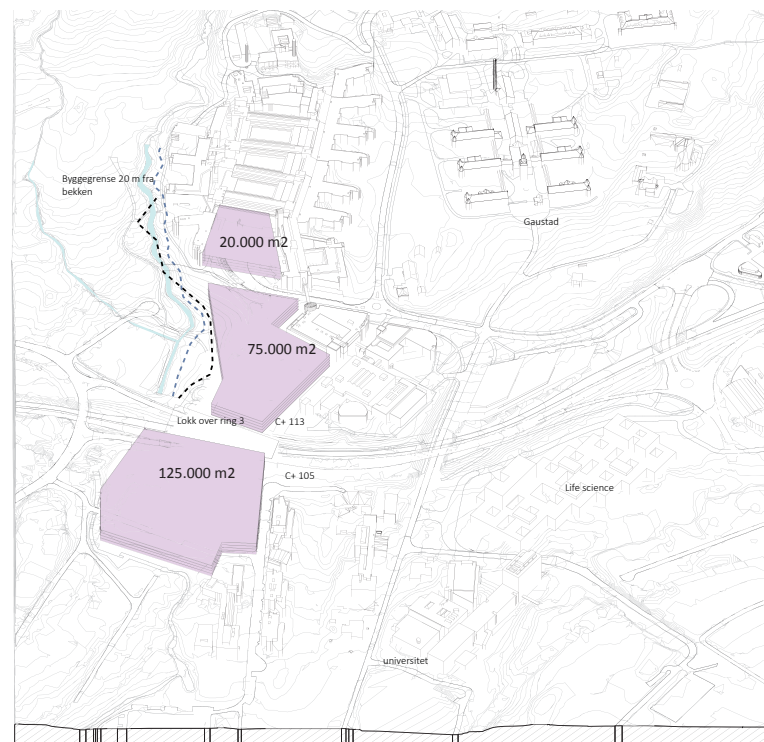 Byggegrense 20 m fra
bekken
Gaustad
20.000 m2
75.000 m2
Lokk over ring 3
C+ 113
125.000 m2
C+ 105
Life science
universitet